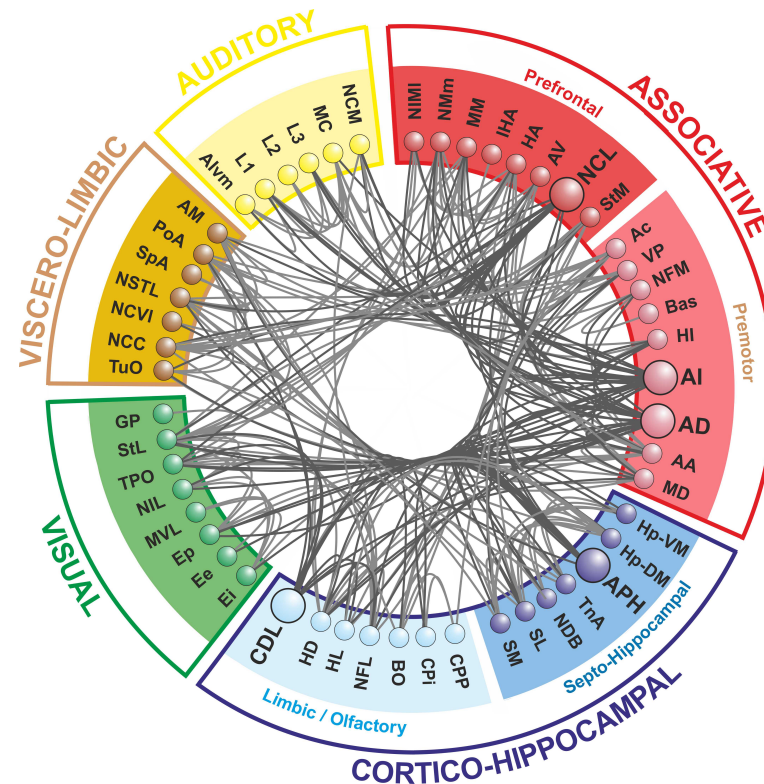 AUDITORY
AIvm
L1
L2
L3
MC
NCM
ASSOCIATIVE
Prefrontal
NIMl
NMm
MM
IHA
HA
AV
NCL
StM
Premotor
Ac
VP
NFM
Bas
HI
AI
AD
AA
MD
CORTICO-HIPPOCAMPAL
Septo-Hippocampal
Hp-VM
Hp-DM
APH
TnA
NDB
SL
SM
Limbic / Olfactory
CPP
CPi
BO
NFL
HL
HD
CDL
VISUAL
Ei
Ee
Ep
MVL
NIL
TPO
StL
GP
VISCERO-LIMBIC
TuO
NCC
NCVl
NSTL
SpA
PoA
AM